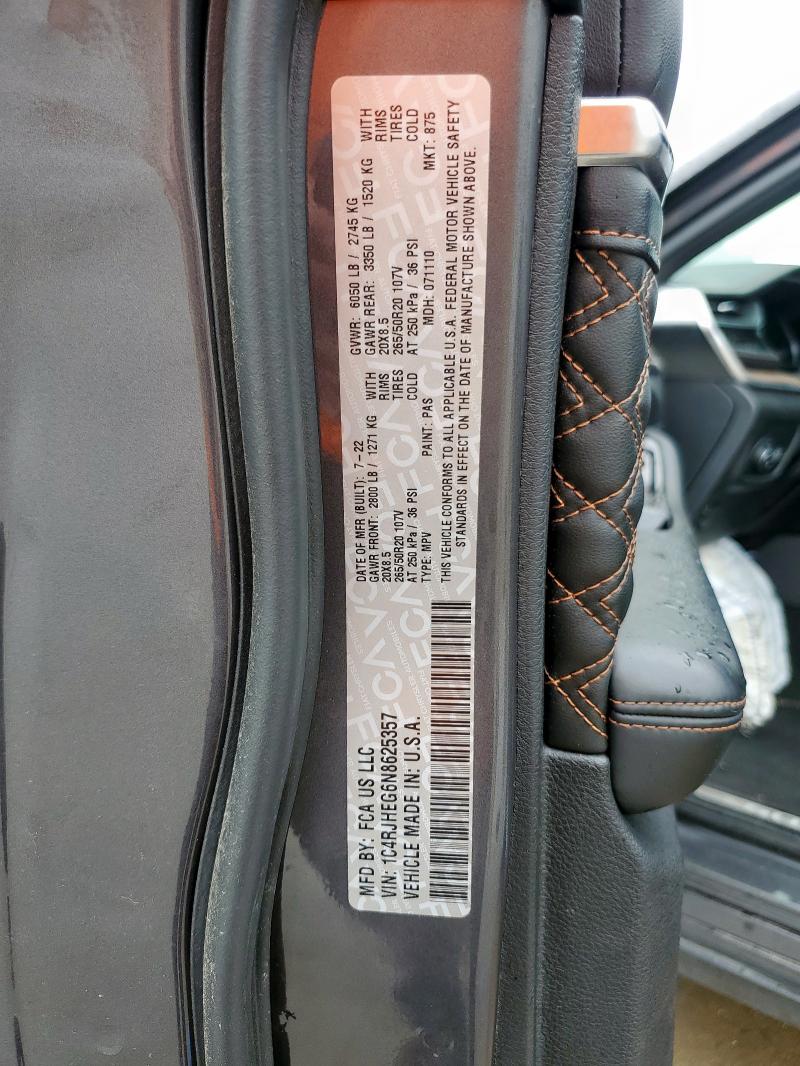 MFD BY: FCA US LLC
VIN: 1C4RJHEG6N8625357
VEHICLE MADE IN: U.S.A.
DATE OF MFR (BUILT): 7-22
GAWR FRONT: 2800 LB / 1271 KG WITH
20X8.5 RIMS
265/50R20 107V TIRES
AT 250 kPa / 36 PSI COLD
TYPE: MPV PAINT: PAS
GVWR: 6050 LB / 2745 KG
GAWR REAR: 3350 LB / 1520 KG WITH
20X8.5 RIMS
265/50R20 107V TIRES
AT 250 kPa / 36 PSI COLD
MDH: 071110 MKT: 875
THIS VEHICLE CONFORMS TO ALL APPLICABLE U.S.A. FEDERAL MOTOR VEHICLE SAFETY
STANDARDS IN EFFECT ON THE DATE OF MANUFACTURE SHOWN ABOVE.